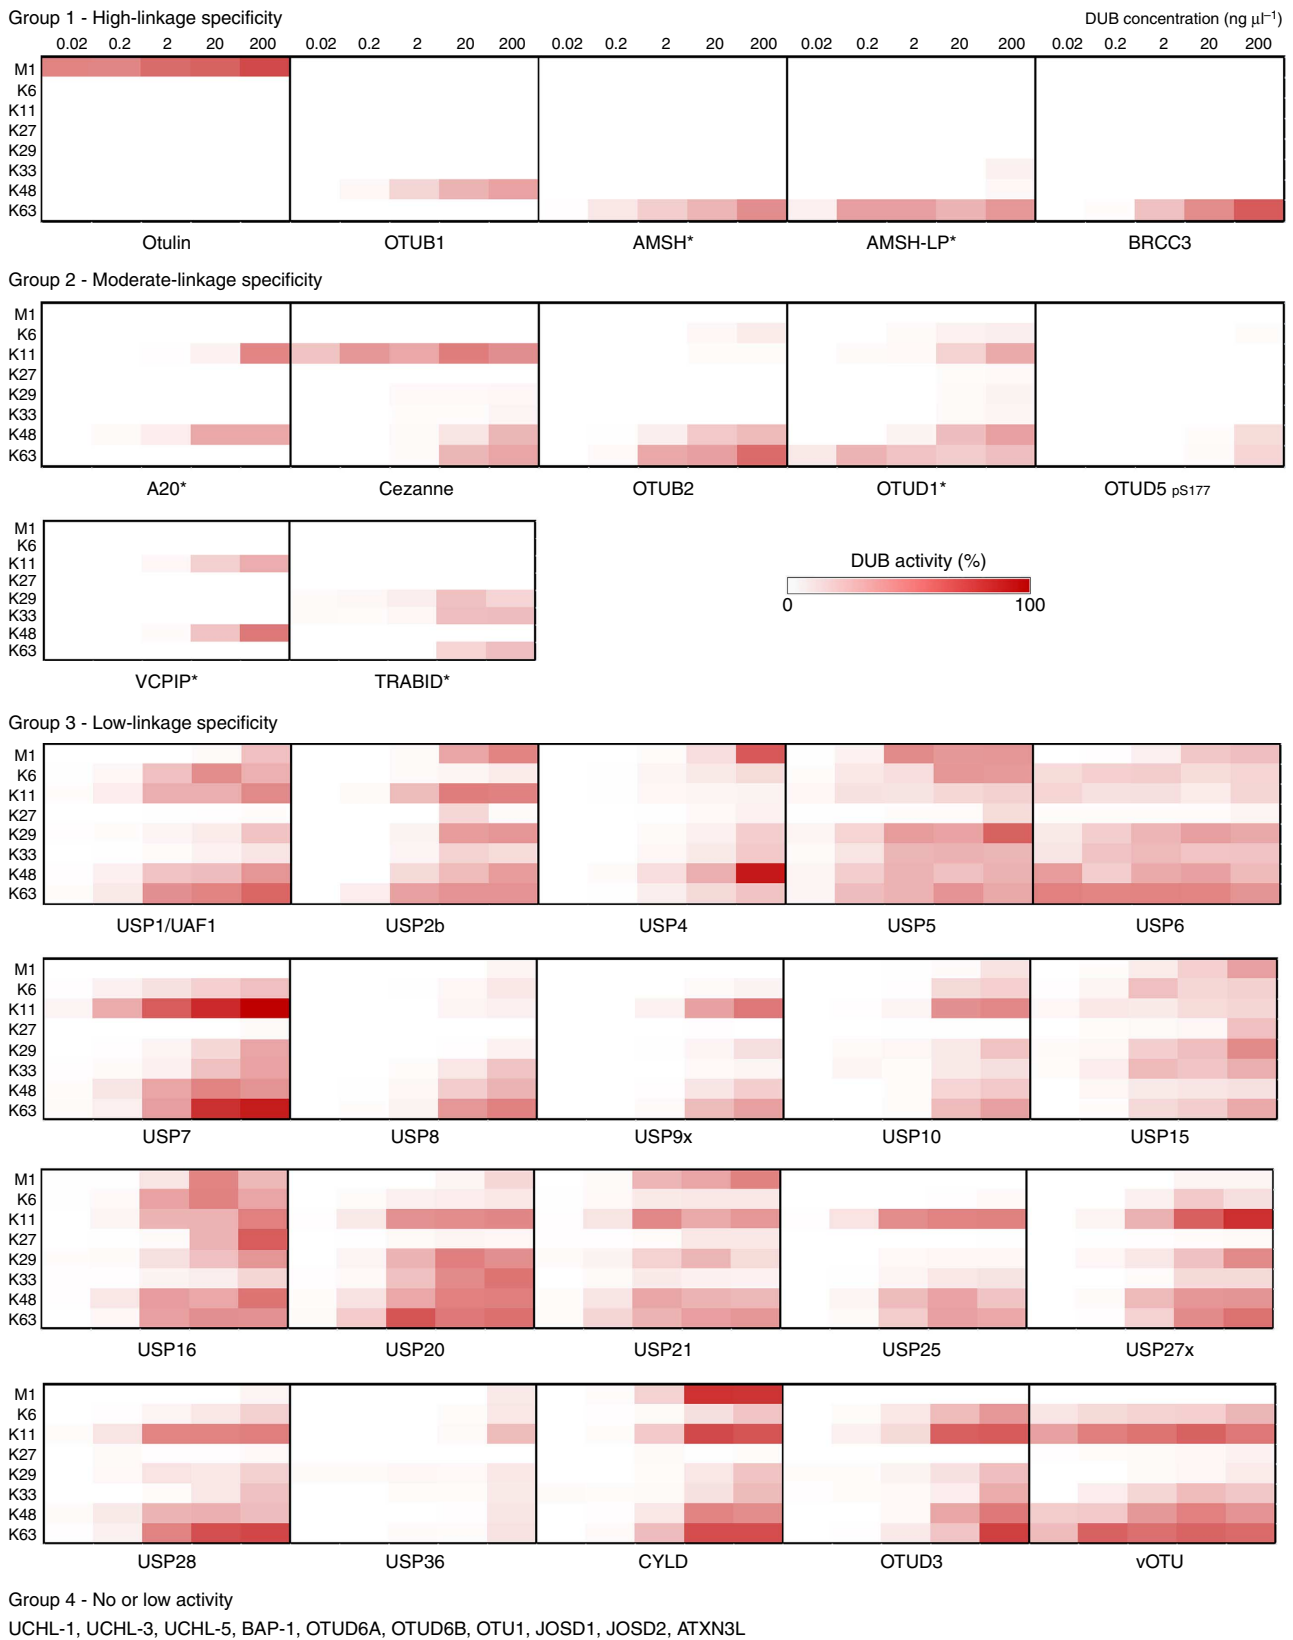 Group 1 - High-linkage specificity
DUB concentration (ng μl–1)
0.02 0.2 2 20 200 0.02 0.2 2 20 200 0.02 0.2 2 20 200 0.02 0.2 2 20 200 0.02 0.2 2 20 200
M1
K6
K11
K27
K29
K33
K48
K63
Otulin OTUB1 AMSH* AMSH-LP* BRCC3
Group 2 - Moderate-linkage specificity
M1
K6
K11
K27
K29
K33
K48
K63
A20* Cezanne OTUB2 OTUD1* OTUD5 pS177
M1
K6
K11
K27
K29
K33
K48
K63
VCPIP* TRABID*
DUB activity (%)
0 100
Group 3 - Low-linkage specificity
M1
K6
K11
K27
K29
K33
K48
K63
USP1/UAF1 USP2b USP4 USP5 USP6
M1
K6
K11
K27
K29
K33
K48
K63
USP7 USP8 USP9x USP10 USP15
M1
K6
K11
K27
K29
K33
K48
K63
USP16 USP20 USP21 USP25 USP27x
M1
K6
K11
K27
K29
K33
K48
K63
USP28 USP36 CYLD OTUD3 vOTU
Group 4 - No or low activity
UCHL-1, UCHL-3, UCHL-5, BAP-1, OTUD6A, OTUD6B, OTU1, JOSD1, JOSD2, ATXN3L